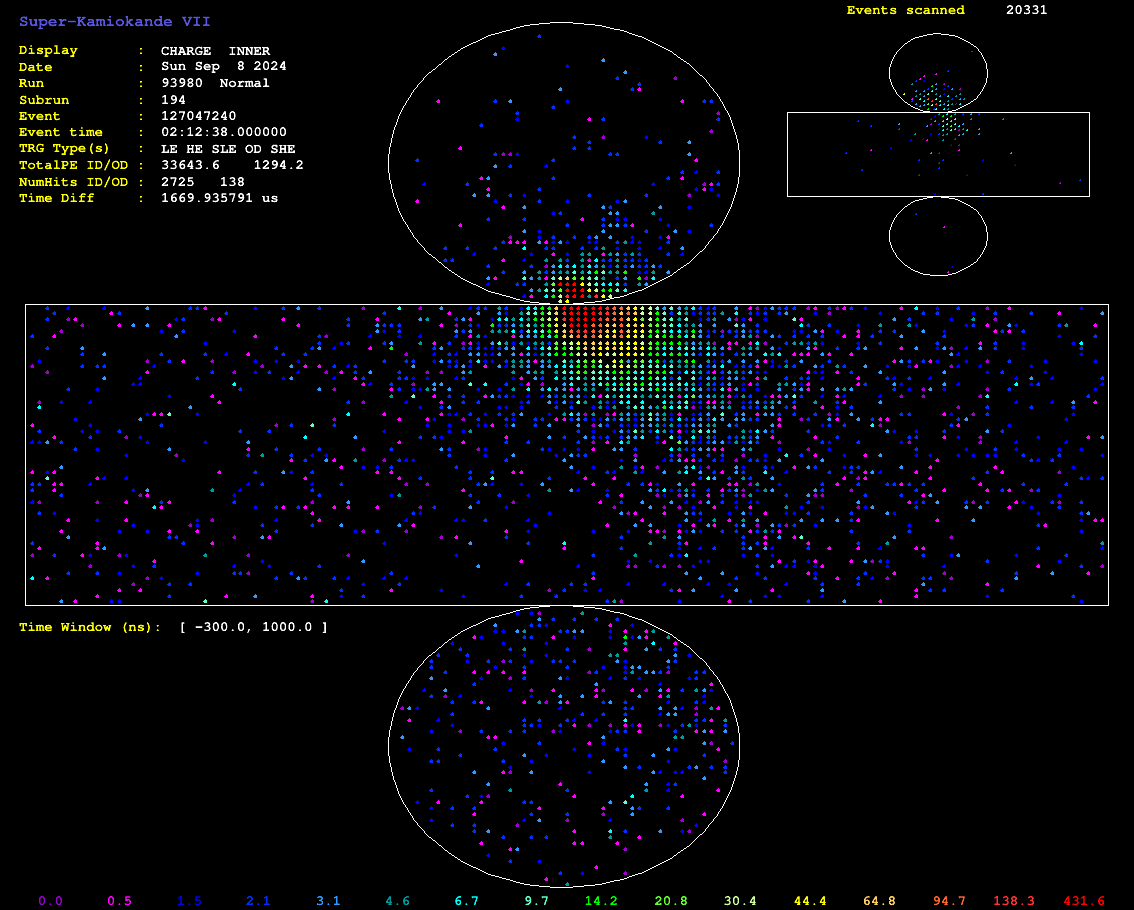 Super-Kamiokande VII
Events scanned 20331
Display : CHARGE INNER
Date : Sun Sep 8 2024
Run : 93980 Normal
Subrun : 194
Event : 127047240
Event time : 02:12:38.000000
TRG Type(s) : LE HE SLE OD SHE
TotalPE ID/OD : 33643.6 1294.2
NumHits ID/OD : 2725 138
Time Diff : 1669.935791 us
Time Window (ns): [ -300.0, 1000.0 ]
0.0 0.5 1.5 2.1 3.1 4.6 6.7 9.7 14.2 20.8 30.4 44.4 64.8 94.7 138.3 431.6